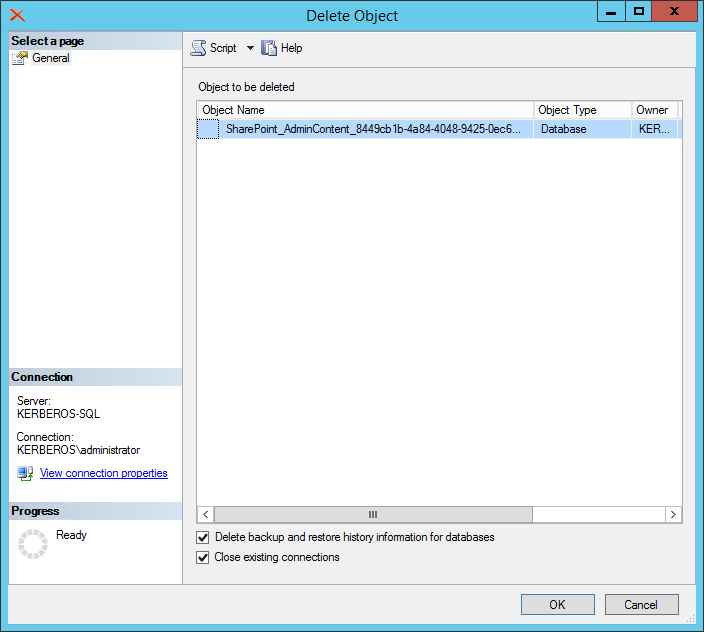 Delete Object
Select a page
General
Script
Help
Object to be deleted
Object Name Object Type Owner
SharePoint_AdminContent_8449cb1b-4a84-4048-9425-0ec6... Database KER...
Connection
Server:
KERBEROS-SQL
Connection:
KERBEROS\administrator
View connection properties
Progress
Ready
Delete backup and restore history information for databases
Close existing connections
OK Cancel